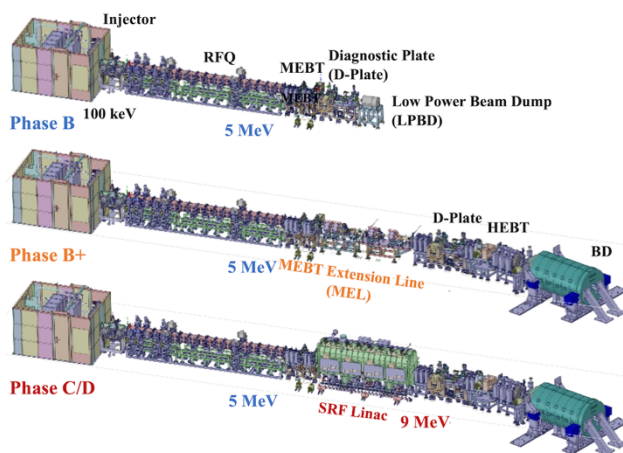 Injector
RFQ
MEBT
Diagnostic Plate
(D-Plate)
MEBT
Low Power Beam Dump
(LPBD)
Phase B
100 keV
5 MeV
D-Plate
HEBT
BD
Phase B+
5 MeV
MEBT Extension Line
(MEL)
Phase C/D
5 MeV
SRF Linac
9 MeV